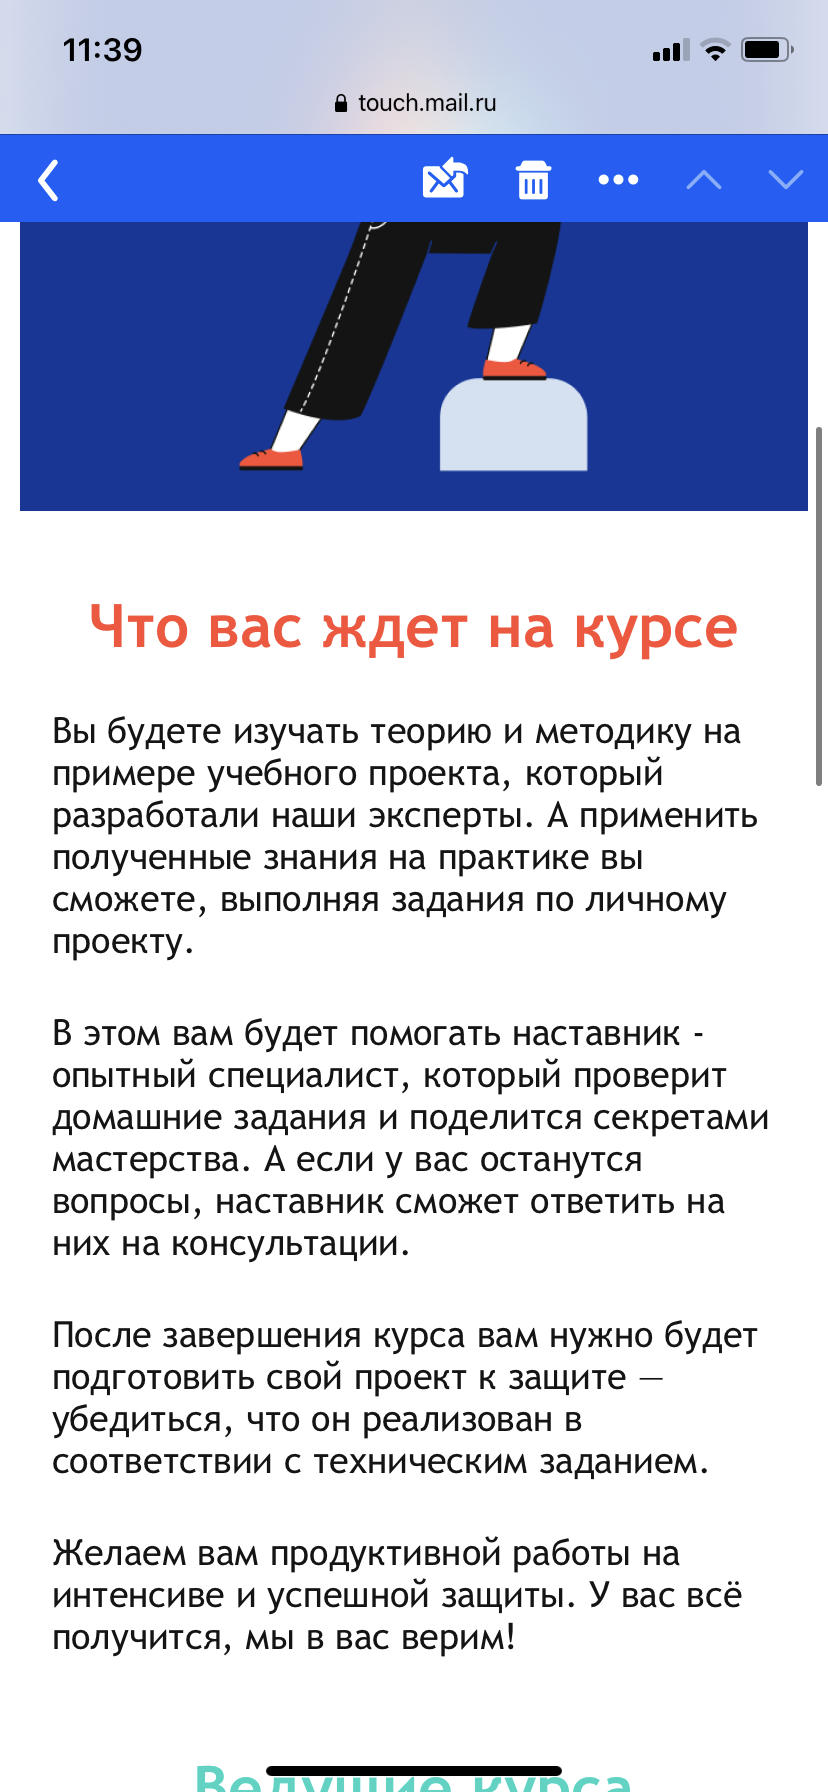 11:39
touch.mail.ru
Что вас ждет на курсе
Вы будете изучать теорию и методику на
примере учебного проекта, который
разработали наши эксперты. А применить
полученные знания на практике вы
сможете, выполняя задания по личному
проекту.
В этом вам будет помогать наставник -
опытный специалист, который проверит
домашние задания и поделится секретами
мастерства. А если у вас останутся
вопросы, наставник сможет ответить на
них на консультации.
После завершения курса вам нужно будет
подготовить свой проект к защите —
убедиться, что он реализован в
соответствии с техническим заданием.
Желаем вам продуктивной работы на
интенсиве и успешной защиты. У вас всё
получится, мы в вас верим!
Ведущие курса